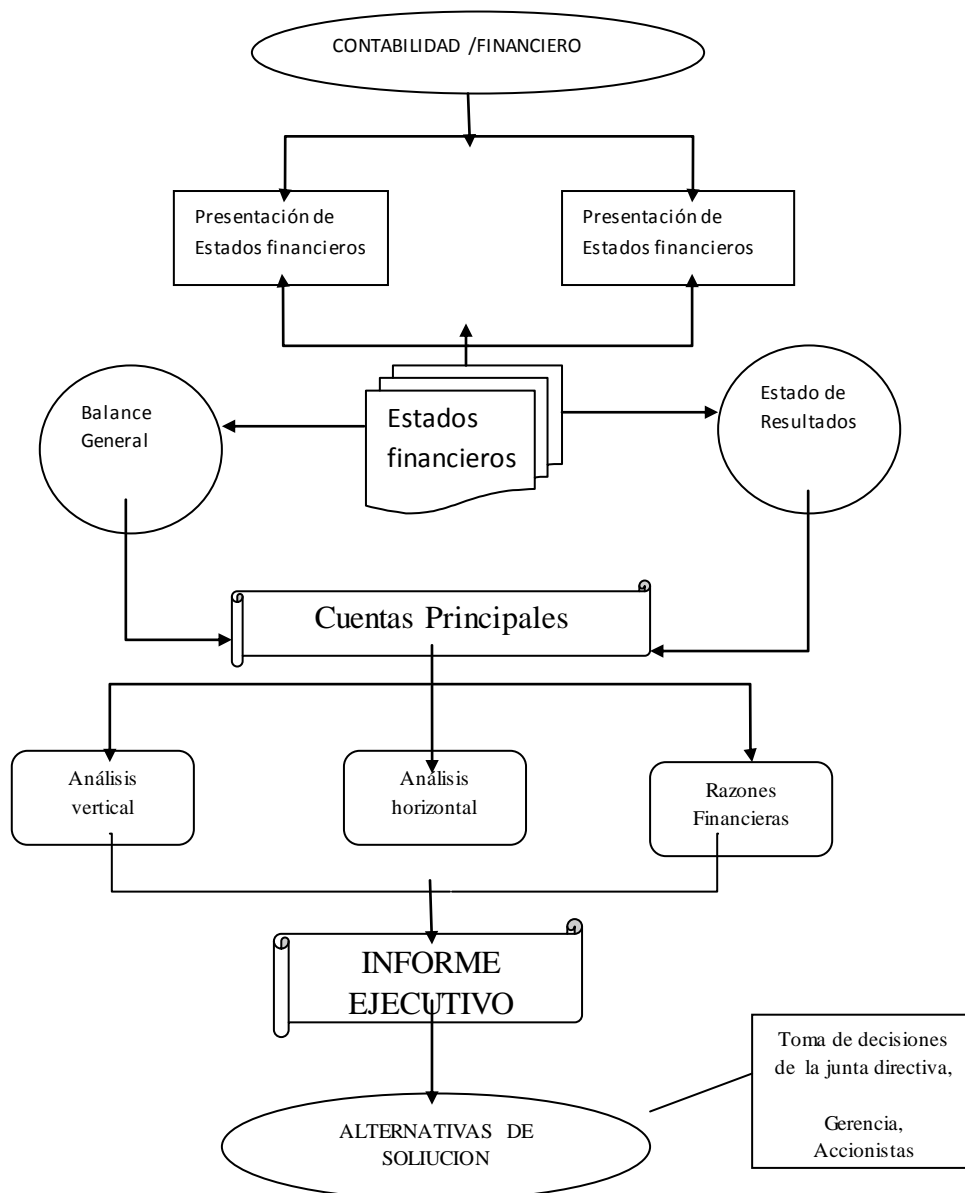 CONTABILIDAD /FINANCIERO
Presentación de
Estados financieros
Presentación de
Estados financieros
Balance
General
Estados
financieros
Estado de
Resultados
Cuentas Principales
Análisis
vertical
Análisis
horizontal
Razones
Financieras
INFORME
EJECUTIVO
Toma de decisiones
de la junta directiva,
Gerencia,
Accionistas
ALTERNATIVAS DE
SOLIUCION